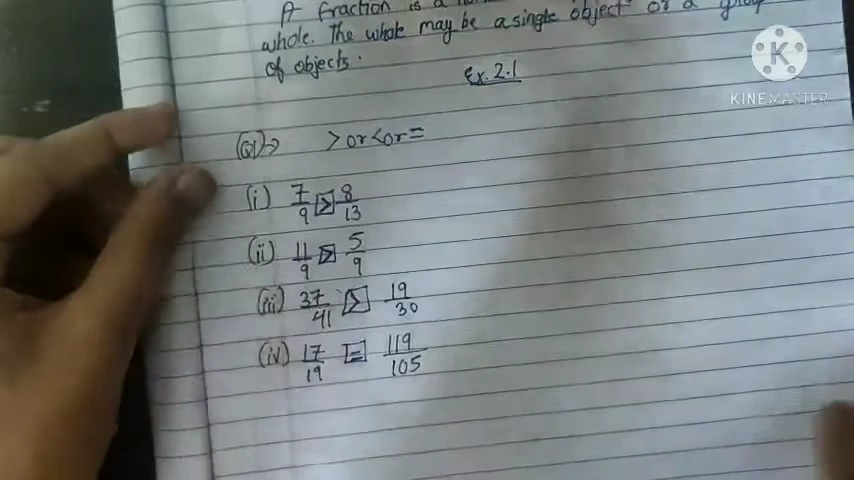 A fraction is a
whole. The whole may be a single object or a group
of objects.
Ex. 2.1
K
KINEMASTER
Q1→ > or < or =
(i) 7/9 > 8/13
(ii) 11/9 > 5/9
(iii) 37/41 > 19/30
(iv) 17/19 = 119/105